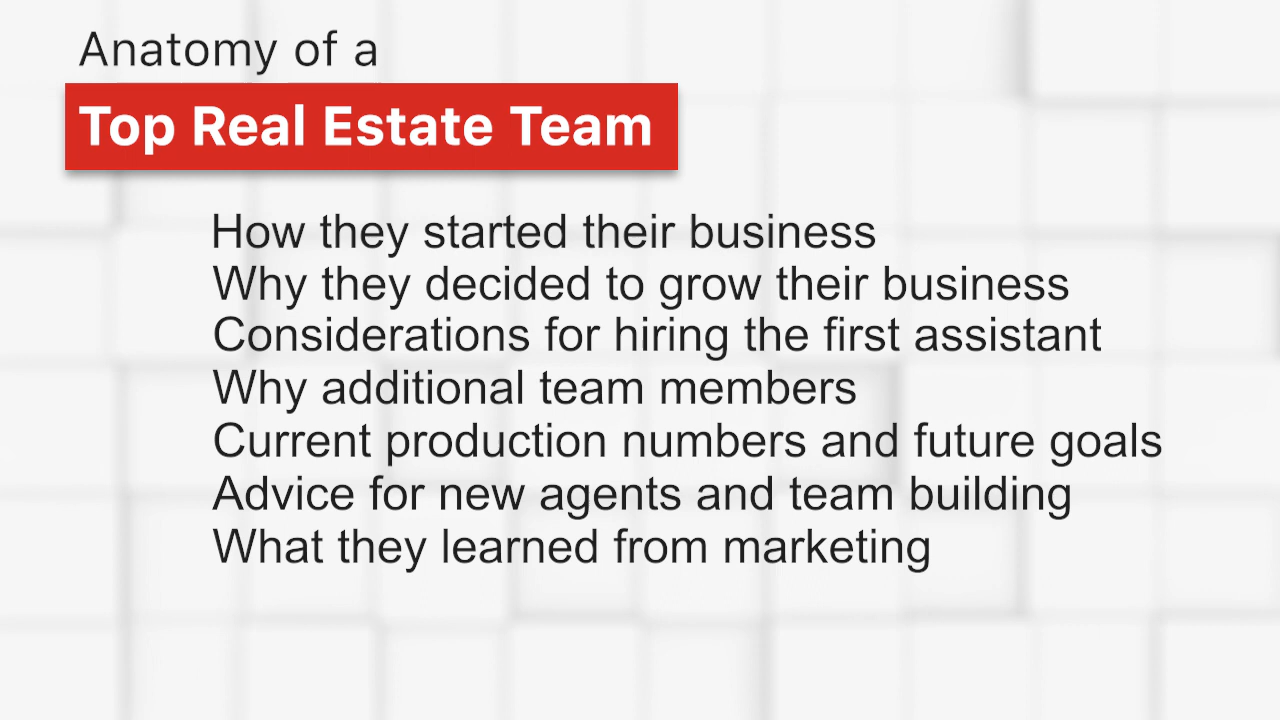 Anatomy of a
Top Real Estate Team
How they started their business
Why they decided to grow their business
Considerations for hiring the first assistant
Why additional team members
Current production numbers and future goals
Advice for new agents and team building
What they learned from marketing